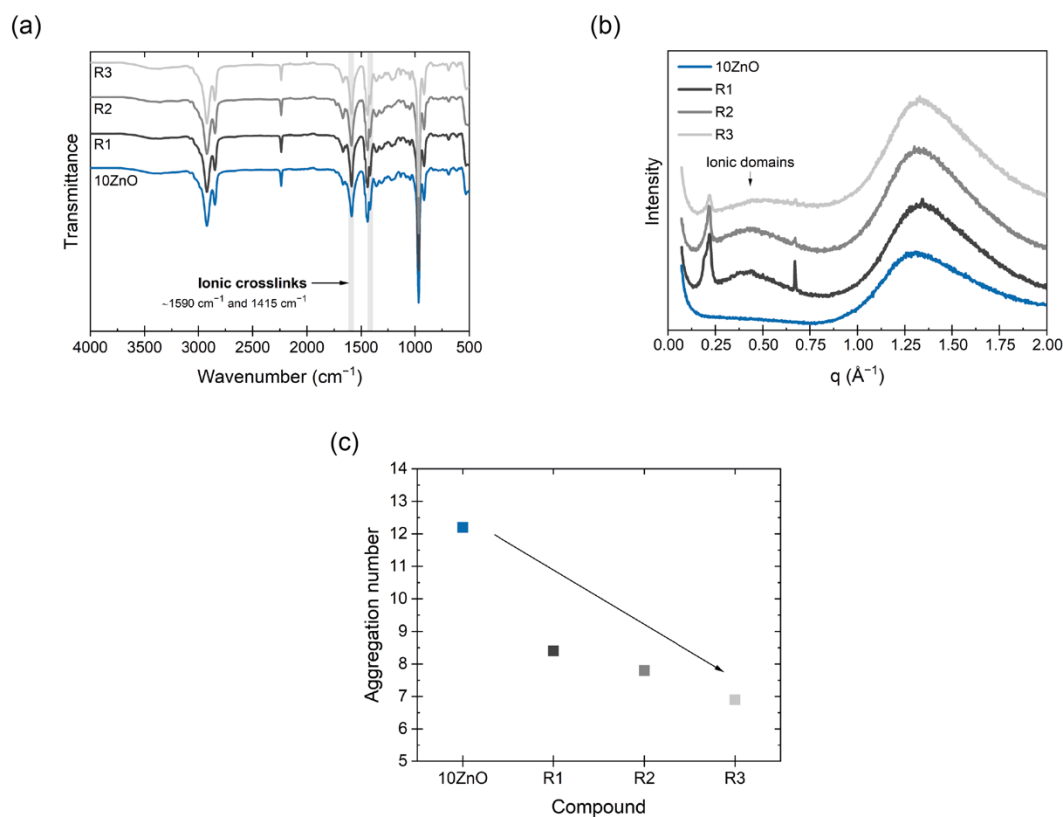 (a)
R3
R2
R1
10ZnO
Transmittance
Ionic crosslinks
~1590 cm⁻¹ and 1415 cm⁻¹
4000 3500 3000 2500 2000 1500 1000 500
Wavenumber (cm⁻¹)
(b)
10ZnO
R1
R2
R3
Ionic domains
Intensity
0.00 0.25 0.50 0.75 1.00 1.25 1.50 1.75 2.00
q (Å⁻¹)
(c)
14
13
12
11
10
9
8
7
6
5
Aggregation number
10ZnO R1 R2 R3
Compound